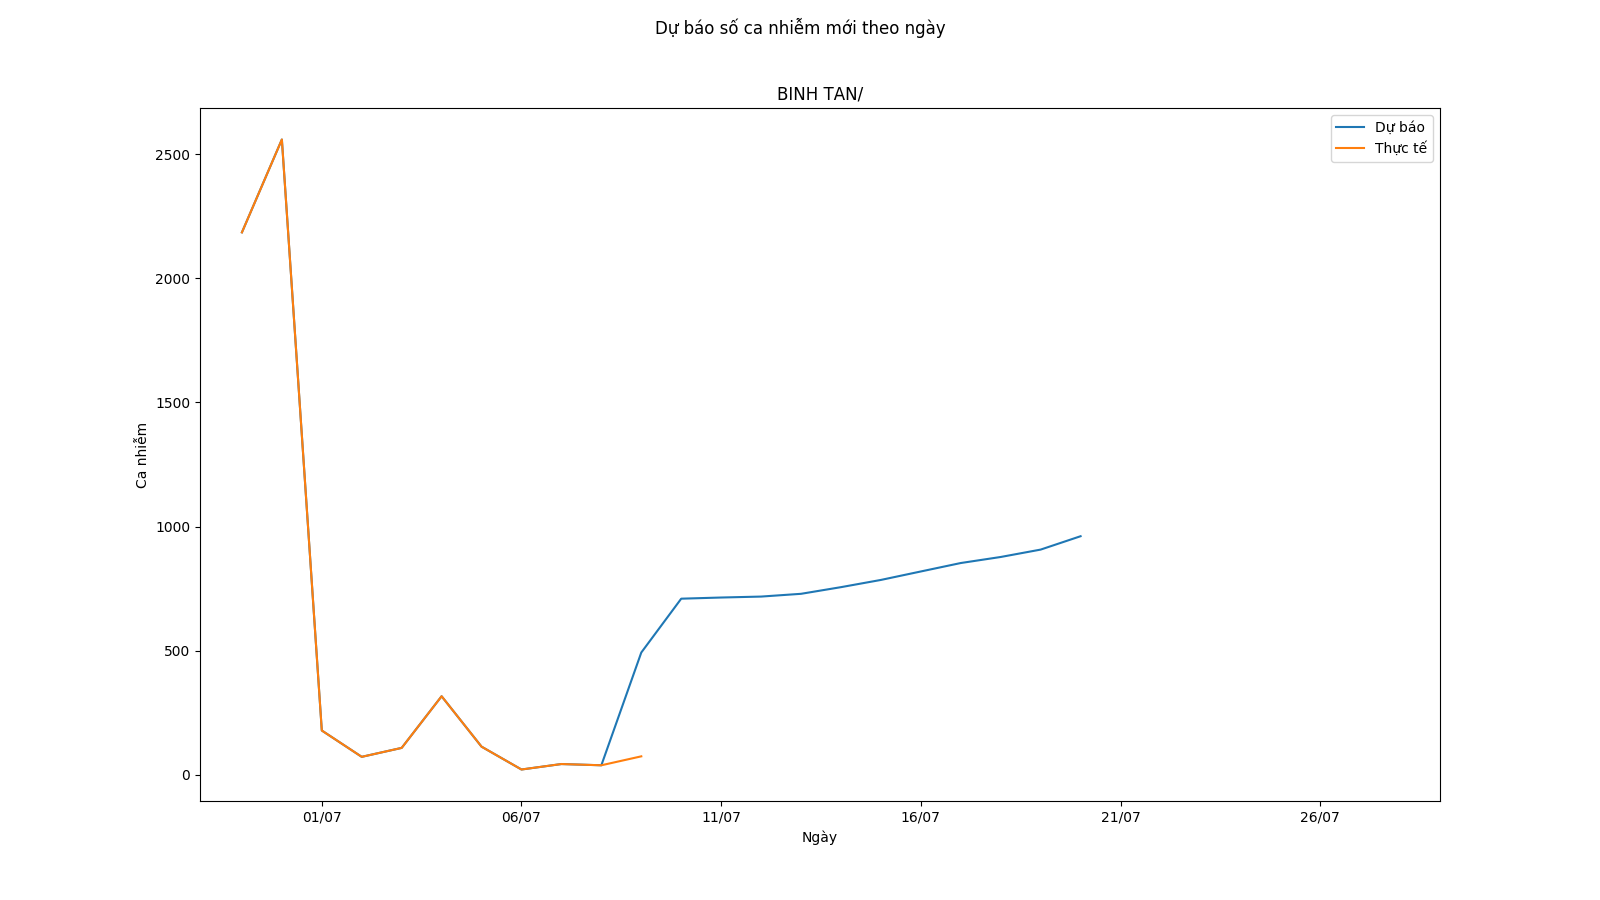 Dự báo số ca nhiễm mới theo ngày
BINH TAN/
Dự báo
Thực tế
2500
2000
1500
1000
500
0
Ca nhiễm
01/07
06/07
11/07
16/07
21/07
26/07
Ngày